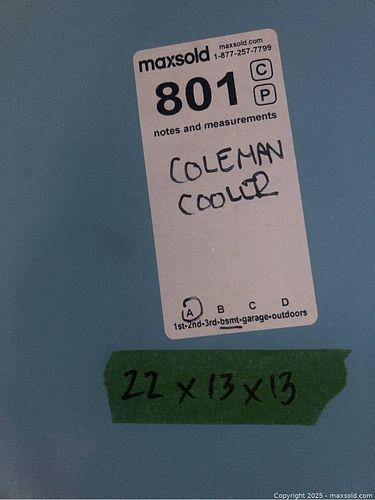 maxsold
maxsold.com
1-877-257-7799
801
C
P
notes and measurements
COLEMAN
COOLER
A B C D
1st-2nd-3rd-bsmt-garage-outdoors
22 x 13 x 13
Copyright 2025 - maxsold.com